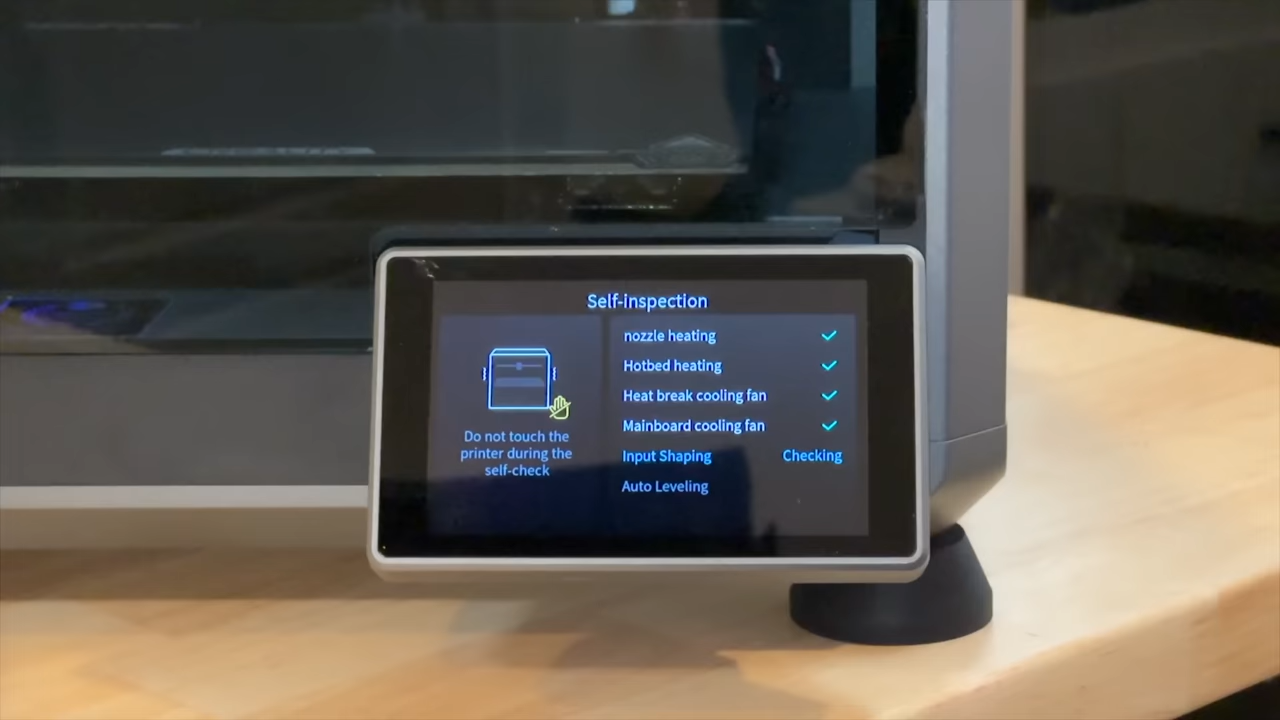 Self-inspection
Do not touch the
printer during the
self-check
nozzle heating
Hotbed heating
Heat break cooling fan
Mainboard cooling fan
Input Shaping Checking
Auto Leveling